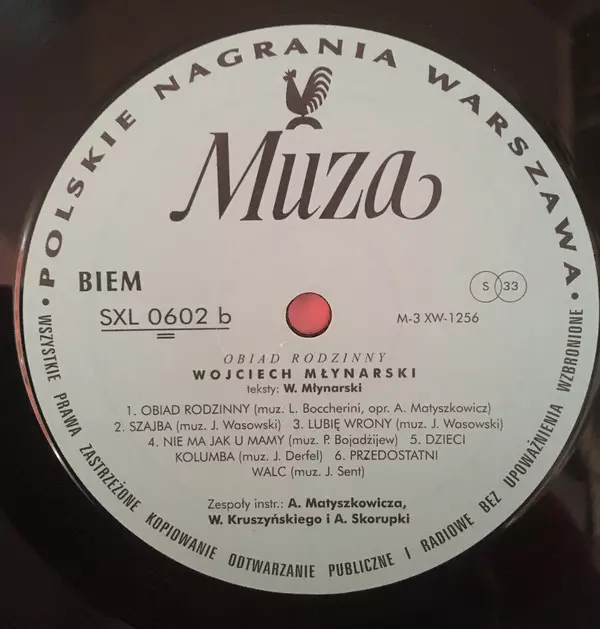 • POLSKIE NAGRANIA WARSZAWA •
Muza
BIEM
S 33
SXL 0602 b
M-3 XW-1256
OBIAD RODZINNY
WOJCIECH MŁYNARSKI
teksty: W. Młynarski
1. OBIAD RODZINNY (muz. L. Boccherini, opr. A. Matyszkowicz)
2. SZAJBA (muz. J. Wasowski) 3. LUBIĘ WRONY (muz. J. Wasowski)
4. NIE MA JAK U MAMY (muz. P. Bojadżijew) 5. DZIECI
KOLUMBA (muz. J. Derfel) 6. PRZEDOSTATNI
WALC (muz. J. Sent)
Zespoły instr.: A. Matyszkowicza,
W. Kruszyńskiego i A. Skorupki
WSZYSTKIE PRAWA ZASTRZEŻONE KOPIOWANIE ODTWARZANIE PUBLICZNE I RADIOWE BEZ UPOWAŻNIENIA WZBRONIONE